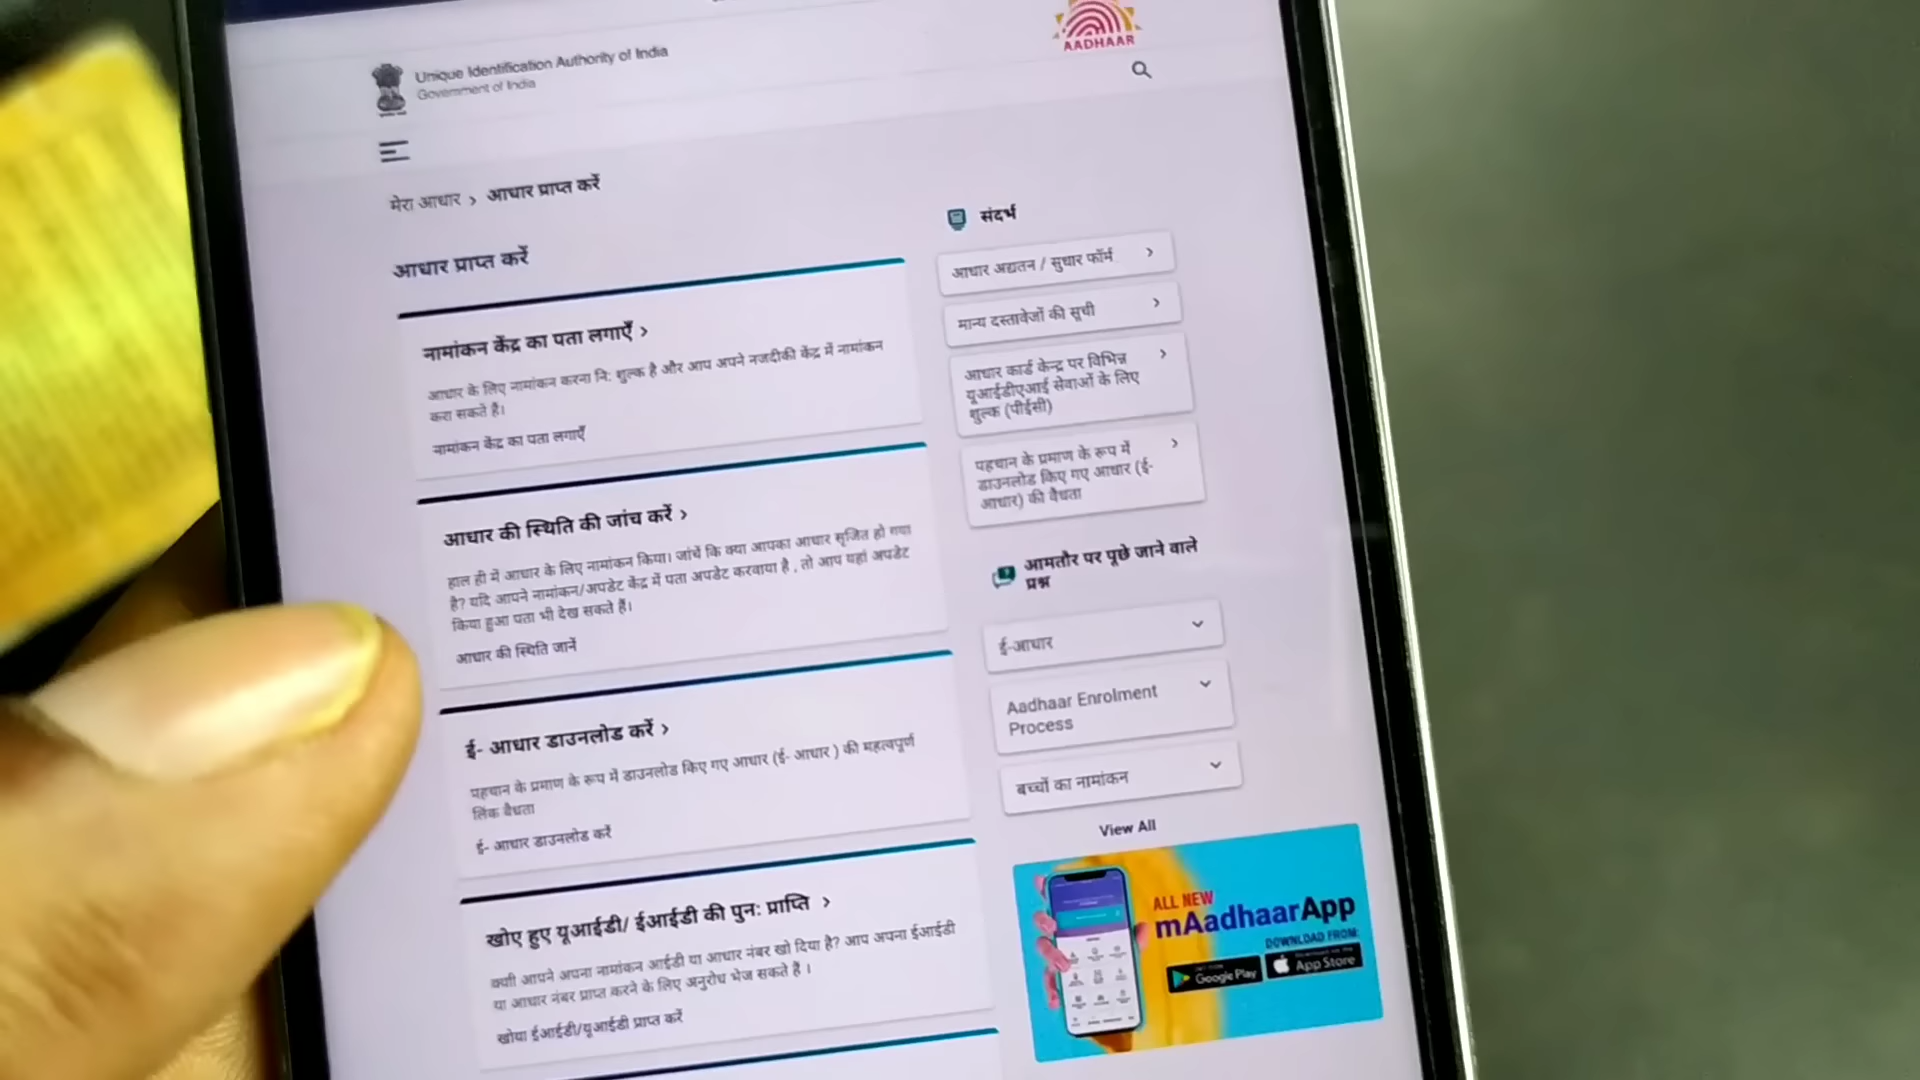 Unique Identification Authority of India
Government of India
AADHAAR
मेरा आधार › आधार प्राप्त करें
आधार प्राप्त करें
नामांकन केंद्र का पता लगाएँ ›
आधार के लिए नामांकन करना नि: शुल्क है और आप अपने नजदीकी केंद्र में नामांकन
करा सकते हैं।
नामांकन केंद्र का पता लगाएँ
आधार की स्थिति की जांच करें ›
हाल ही में आधार के लिए नामांकन किया। जांचें कि क्या आपका आधार सृजित हो गया
है? यदि आपने नामांकन/अपडेट केंद्र में पता अपडेट करवाया है , तो आप यहां अपडेट
किया हुआ पता भी देख सकते हैं।
आधार की स्थिति जानें
ई- आधार डाउनलोड करें ›
पहचान के प्रमाण के रूप में डाउनलोड किए गए आधार (ई- आधार ) की महत्वपूर्ण
लिंक वैधता
ई- आधार डाउनलोड करें
खोए हुए यूआईडी/ ईआईडी की पुन: प्राप्ति ›
क्या आपने अपना नामांकन आईडी या आधार नंबर खो दिया है? आप अपना ईआईडी
या आधार नंबर प्राप्त करने के लिए अनुरोध भेज सकते हैं ।
खोया ईआईडी/यूआईडी प्राप्त करें
संदर्भ
आधार अद्यतन / सुधार फॉर्म
मान्य दस्तावेजों की सूची
आधार कार्ड केन्द्र पर विभिन्न
यूआईडीएआई सेवाओं के लिए
शुल्क (पीईसी)
पहचान के प्रमाण के रूप में
डाउनलोड किए गए आधार (ई-
आधार) की वैधता
आमतौर पर पूछे जाने वाले
प्रश्न
ई-आधार
Aadhaar Enrolment
Process
बच्चों का नामांकन
View All
ALL NEW
mAadhaarApp
DOWNLOAD FROM:
Google Play
App Store